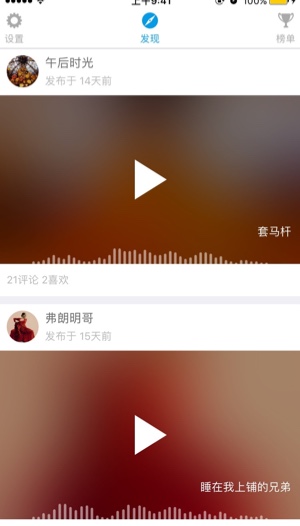 上午9:41
100%
设置
发现
榜单
午后时光
发布于 14天前
套马杆
21评论 2喜欢
弗朗明哥
发布于 15天前
睡在我上铺的兄弟